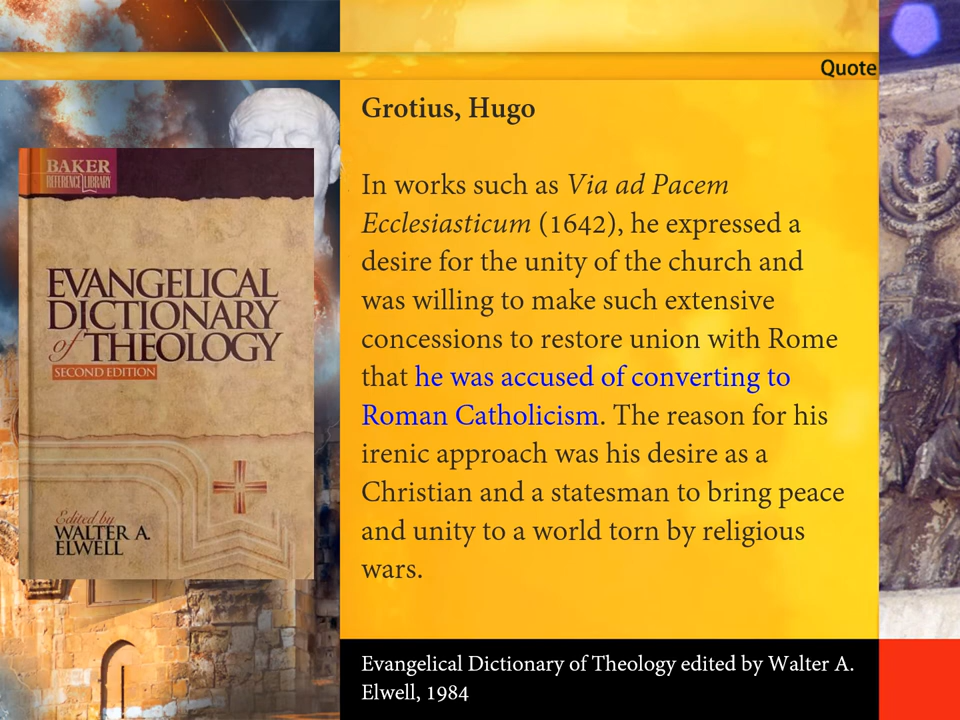 Quote
Grotius, Hugo
In works such as Via ad Pacem
Ecclesiasticum (1642), he expressed a
desire for the unity of the church and
was willing to make such extensive
concessions to restore union with Rome
that he was accused of converting to
Roman Catholicism. The reason for his
irenic approach was his desire as a
Christian and a statesman to bring peace
and unity to a world torn by religious
wars.
BAKER
REFERENCE LIBRARY
EVANGELICAL
DICTIONARY
of THEOLOGY
SECOND EDITION
Edited by
WALTER A.
ELWELL
Evangelical Dictionary of Theology edited by Walter A.
Elwell, 1984